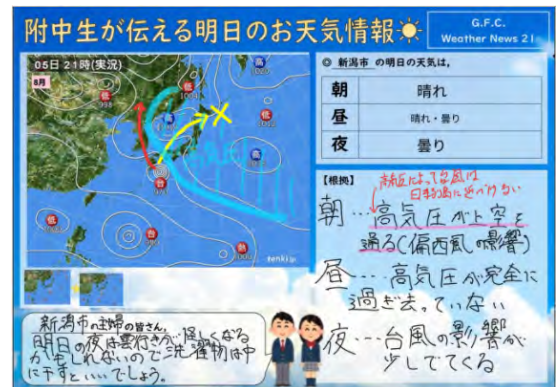 附中生が伝える明日のお天気情報
G.F.C.
Weather News 21
05日 21時(実況)
8月
◎ 新潟市 の明日の天気は,
朝 晴れ
昼 晴れ・曇り
夜 曇り
【根拠】
高気圧によって台風は
日本列島に近づけない
朝…高気圧が上空を
通る(偏西風の影響)
昼…高気圧が完全に
過ぎ去っていない
夜…台風の影響が
少しでてくる
新潟市の主婦の皆さん,
明日の夜は雲行きが怪しくなる
かもしれないので洗濯物は中
に干すといいでしょう。
tenki.jp